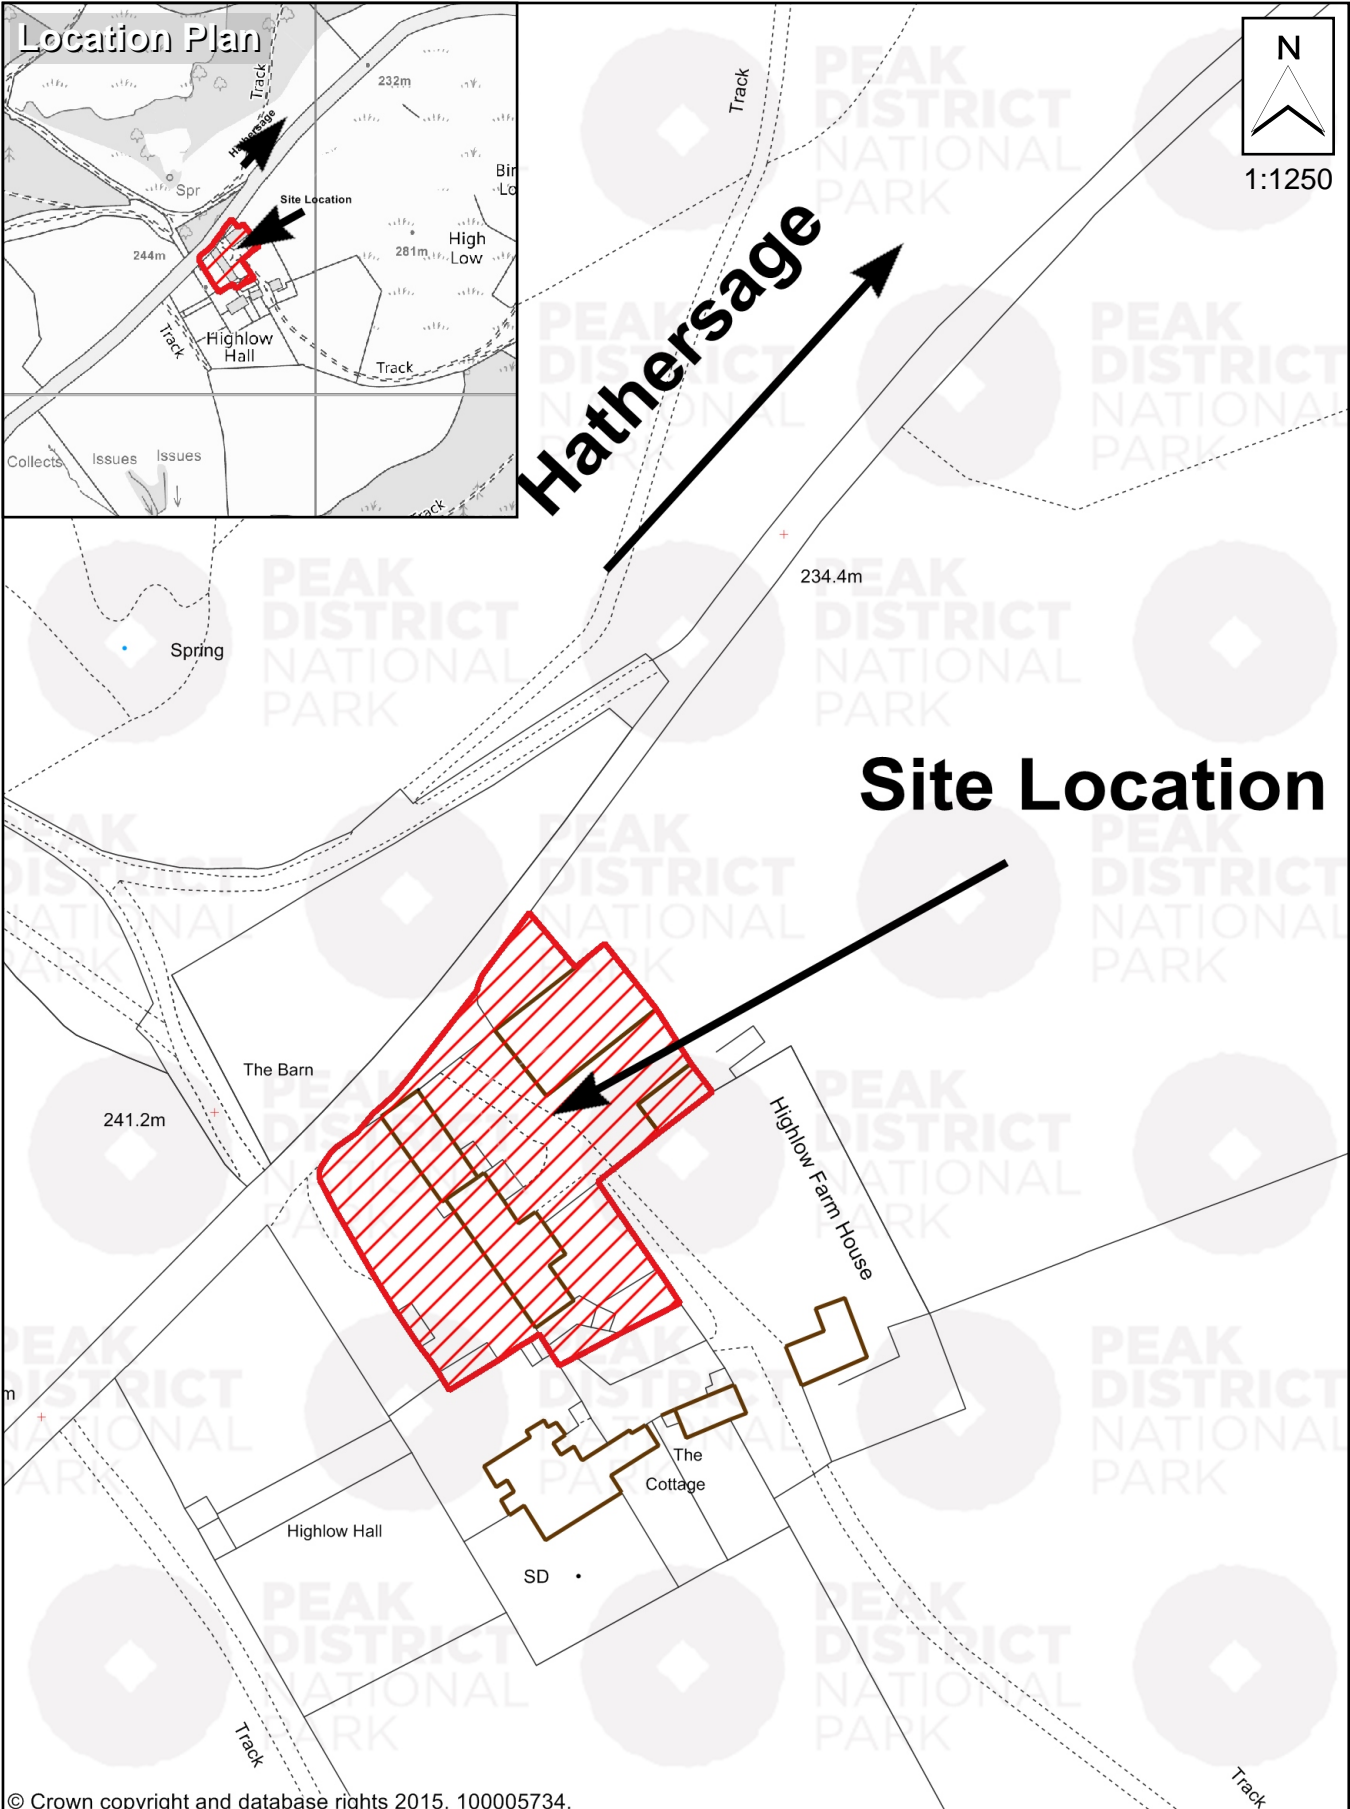 Location Plan
Track
232m
Hathersage
Spr
Site Location
Bir
Lo
244m
281m
High
Low
Track
Highlow
Hall
Track
Collects
Issues
Issues
Track
N
1:1250
Track
Hathersage
234.4m
Spring
Site Location
The Barn
241.2m
Highlow Farm House
m
The
Cottage
Highlow Hall
SD
Track
Track
© Crown copyright and database rights 2015. 100005734.
PEAK
DISTRICT
NATIONAL
PARK